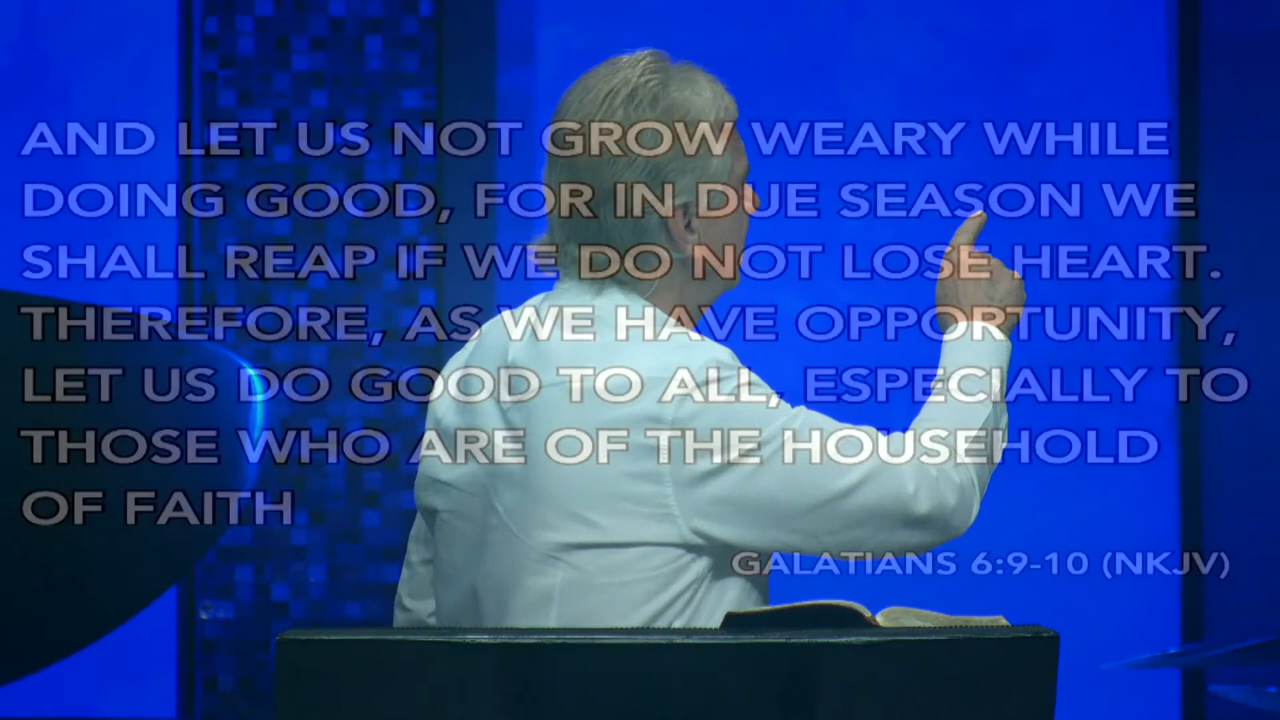 AND LET US NOT GROW WEARY WHILE
DOING GOOD, FOR IN DUE SEASON WE
SHALL REAP IF WE DO NOT LOSE HEART.
THEREFORE, AS WE HAVE OPPORTUNITY,
LET US DO GOOD TO ALL, ESPECIALLY TO
THOSE WHO ARE OF THE HOUSEHOLD
OF FAITH
GALATIANS 6:9-10 (NKJV)